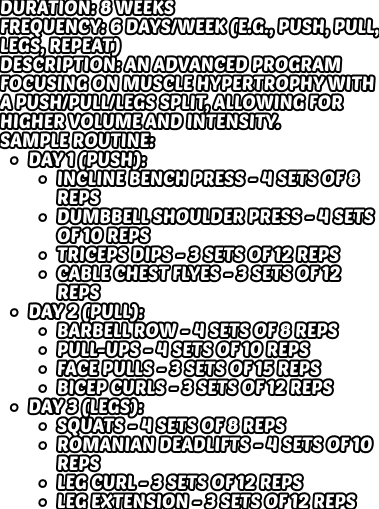 DURATION: 8 WEEKS
FREQUENCY: 6 DAYS/WEEK (E.G., PUSH, PULL,
LEGS, REPEAT)
DESCRIPTION: AN ADVANCED PROGRAM
FOCUSING ON MUSCLE HYPERTROPHY WITH
A PUSH/PULL/LEGS SPLIT, ALLOWING FOR
HIGHER VOLUME AND INTENSITY.
SAMPLE ROUTINE:
DAY 1 (PUSH):
INCLINE BENCH PRESS – 4 SETS OF 8
REPS
DUMBBELL SHOULDER PRESS – 4 SETS
OF 10 REPS
TRICEPS DIPS – 3 SETS OF 12 REPS
CABLE CHEST FLYES – 3 SETS OF 12
REPS
DAY 2 (PULL):
BARBELL ROW – 4 SETS OF 8 REPS
PULL-UPS – 4 SETS OF 10 REPS
FACE PULLS – 3 SETS OF 15 REPS
BICEP CURLS – 3 SETS OF 12 REPS
DAY 3 (LEGS):
SQUATS – 4 SETS OF 8 REPS
ROMANIAN DEADLIFTS – 4 SETS OF 10
REPS
LEG CURL – 3 SETS OF 12 REPS
LEG EXTENSION – 3 SETS OF 12 REPS